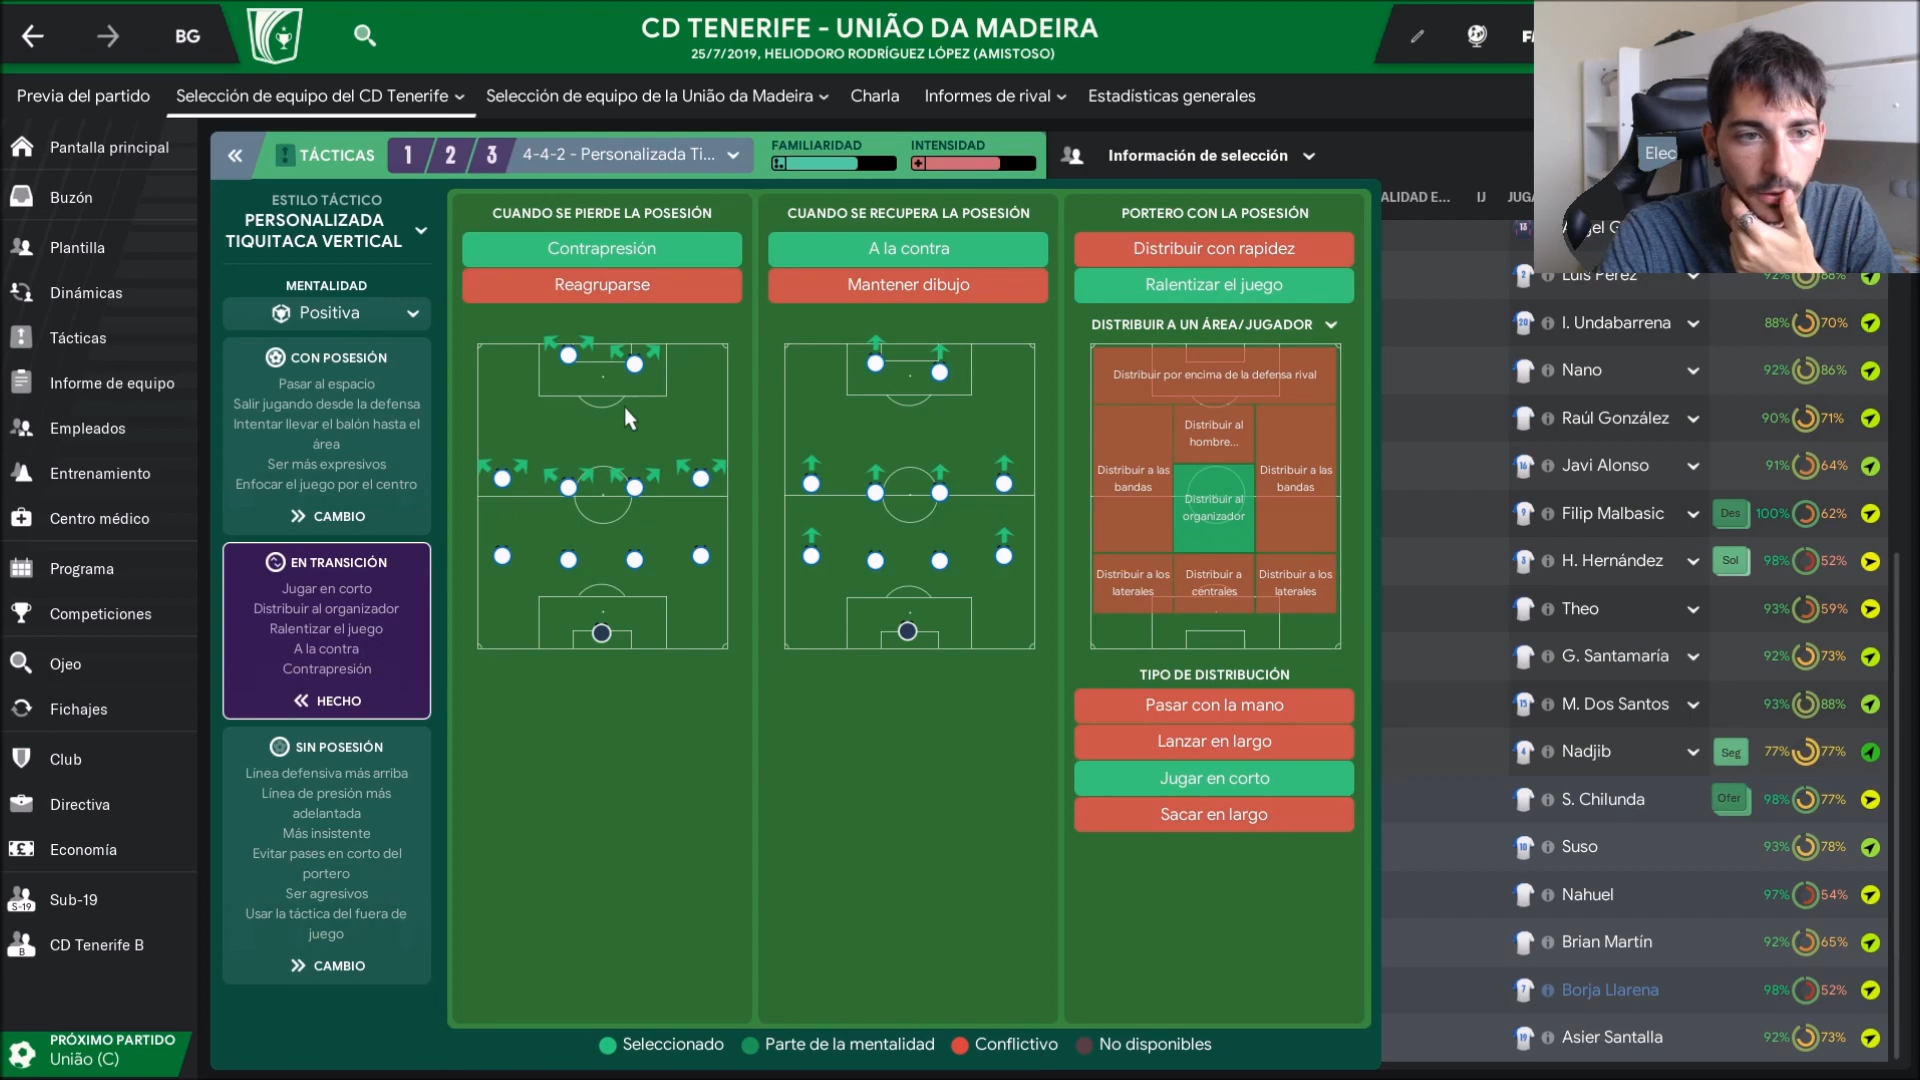 BG
CD TENERIFE - UNIÃO DA MADEIRA
25/7/2019, HELIODORO RODRÍGUEZ LÓPEZ (AMISTOSO)
Previa del partido
Selección de equipo del CD Tenerife
Selección de equipo de la União da Madeira
Charla
Informes de rival
Estadísticas generales
Pantalla principal
Buzón
Plantilla
Dinámicas
Tácticas
Informe de equipo
Empleados
Entrenamiento
Centro médico
Programa
Competiciones
Ojeo
Fichajes
Club
Directiva
Economía
S-19
Sub-19
B
CD Tenerife B
PRÓXIMO PARTIDO
União (C)
TÁCTICAS
1
2
3
4-4-2 - Personalizada Ti...
FAMILIARIDAD
INTENSIDAD
Información de selección
ESTILO TÁCTICO
PERSONALIZADA
TIQUITACA VERTICAL
MENTALIDAD
Positiva
CON POSESIÓN
Pasar al espacio
Salir jugando desde la defensa
Intentar llevar el balón hasta el
área
Ser más expresivos
Enfocar el juego por el centro
CAMBIO
EN TRANSICIÓN
Jugar en corto
Distribuir al organizador
Ralentizar el juego
A la contra
Contrapresión
HECHO
SIN POSESIÓN
Línea defensiva más arriba
Línea de presión más
adelantada
Más insistente
Evitar pases en corto del
portero
Ser agresivos
Usar la táctica del fuera de
juego
CAMBIO
CUANDO SE PIERDE LA POSESIÓN
Contrapresión
Reagruparse
CUANDO SE RECUPERA LA POSESIÓN
A la contra
Mantener dibujo
PORTERO CON LA POSESIÓN
Distribuir con rapidez
Ralentizar el juego
DISTRIBUIR A UN ÁREA/JUGADOR
Distribuir por encima de la defensa rival
Distribuir al
hombre...
Distribuir a las
bandas
Distribuir al
organizador
Distribuir a las
bandas
Distribuir a los
laterales
Distribuir a
centrales
Distribuir a los
laterales
TIPO DE DISTRIBUCIÓN
Pasar con la mano
Lanzar en largo
Jugar en corto
Sacar en largo
Seleccionado
Parte de la mentalidad
Conflictivo
No disponibles
ALIDAD E...
IJ
Elec
Luis Pérez
I. Undabarrena 88% 70%
Nano 92% 86%
Raúl González 90% 71%
Javi Alonso 91% 64%
Filip Malbasic Des 100% 62%
H. Hernández Sol 98% 52%
Theo 93% 59%
G. Santamaría 92% 73%
M. Dos Santos 93% 88%
Nadjib Seg 77% 77%
S. Chilunda Ofer 98% 77%
Suso 93% 78%
Nahuel 97% 54%
Brian Martín 92% 65%
Borja Llarena 98% 52%
Asier Santalla 92% 73%